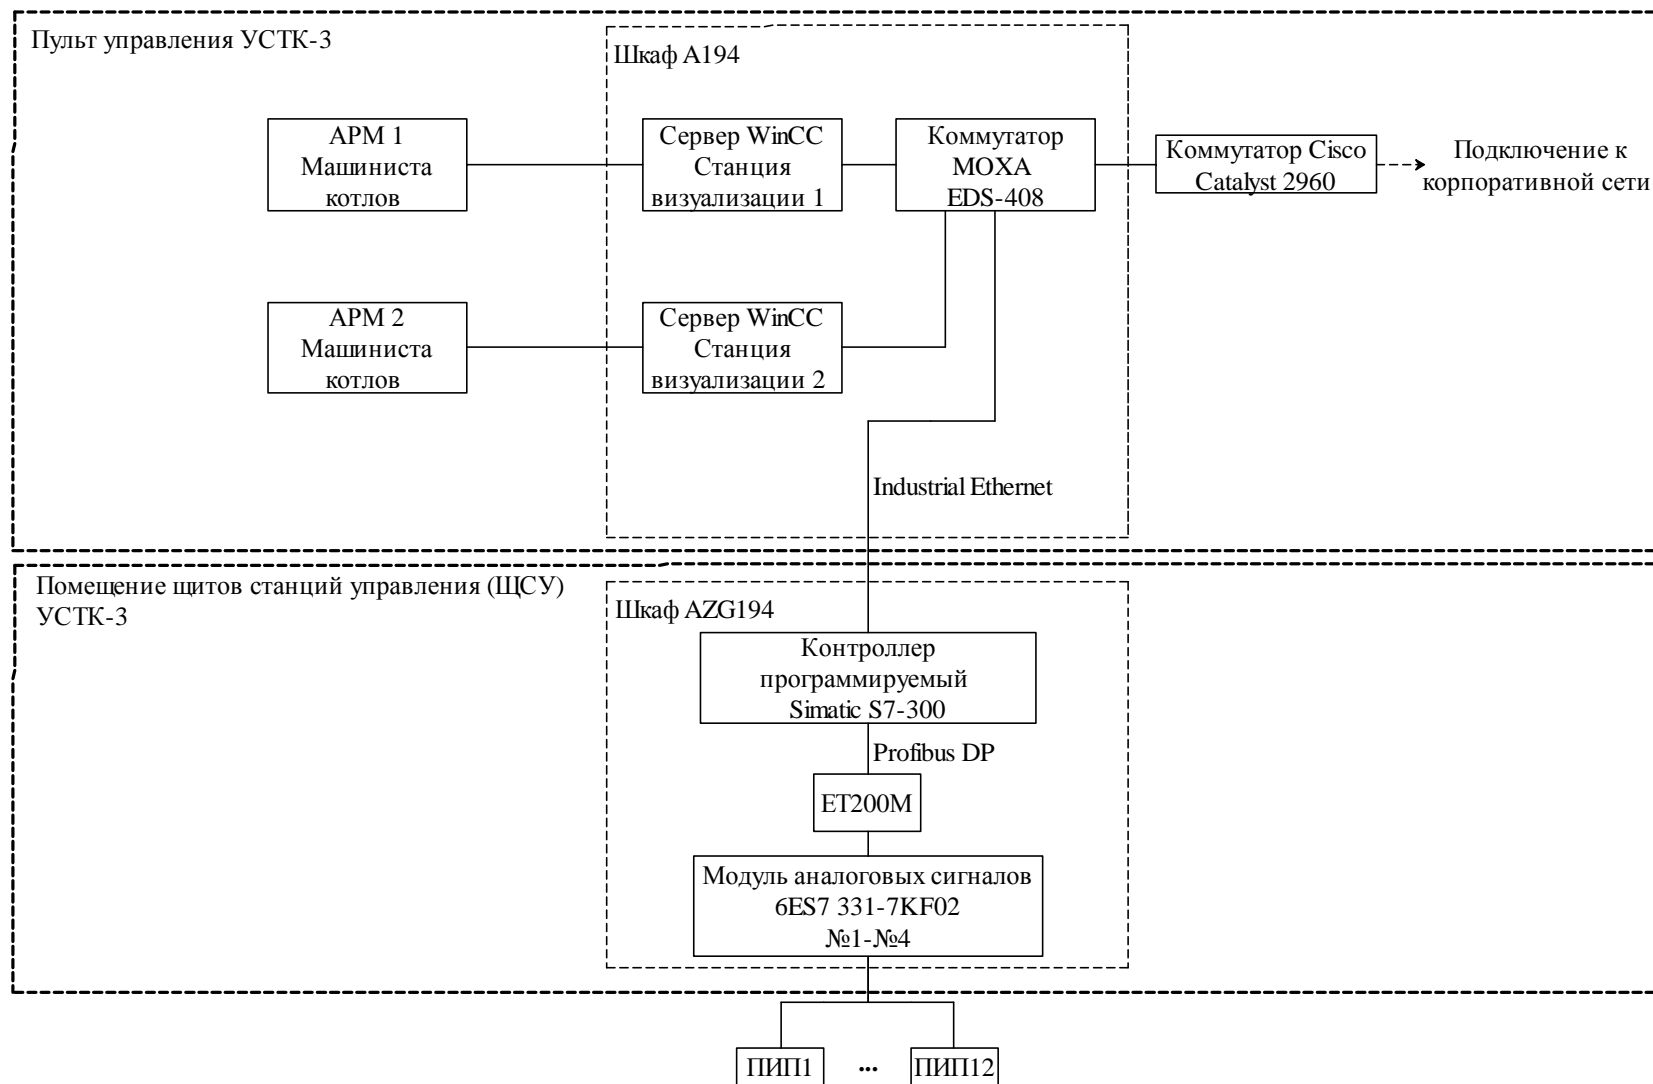 Пульт управления УСТК-3
Шкаф А194
АРМ 1
Машиниста
котлов
Сервер WinCC
Станция
визуализации 1
Коммутатор
MOXA
EDS-408
Коммутатор Cisco
Catalyst 2960
Подключение к
корпоративной сети
АРМ 2
Машиниста
котлов
Сервер WinCC
Станция
визуализации 2
Industrial Ethernet
Помещение щитов станций управления (ЩСУ)
УСТК-3
Шкаф AZG194
Контроллер
программируемый
Simatic S7-300
Profibus DP
ET200M
Модуль аналоговых сигналов
6ES7 331-7KF02
№1-№4
ПИП1 ... ПИП12